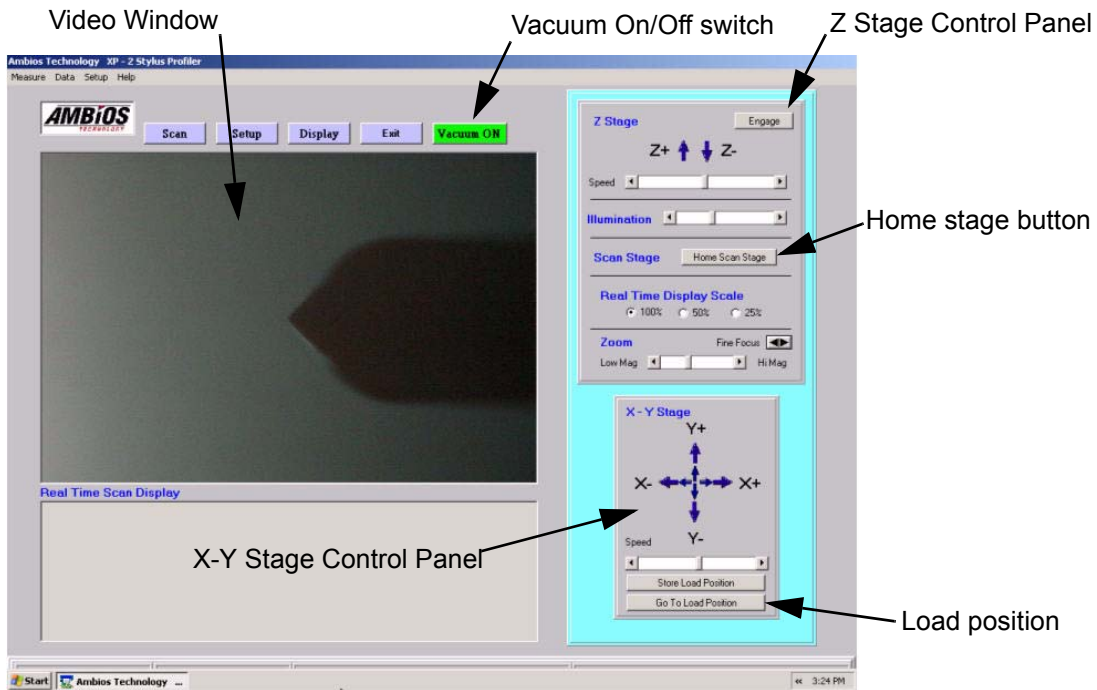 Video Window
Vacuum On/Off switch
Z Stage Control Panel
Ambios Technology XP - 2 Stylus Profiler
Measure Data Setup Help
AMBiOS
TECHNOLOGY
Scan Setup Display Exit Vacuum ON
Z Stage Engage
Z+ Z-
Speed
Illumination
Home stage button
Scan Stage Home Scan Stage
Real Time Display Scale
100% 50% 25%
Zoom Fine Focus
Low Mag Hi Mag
X - Y Stage
Y+
X- X+
Y-
Speed
Store Load Position
Go To Load Position
Real Time Scan Display
X-Y Stage Control Panel
Load position
Start Ambios Technology ... « 3:24 PM